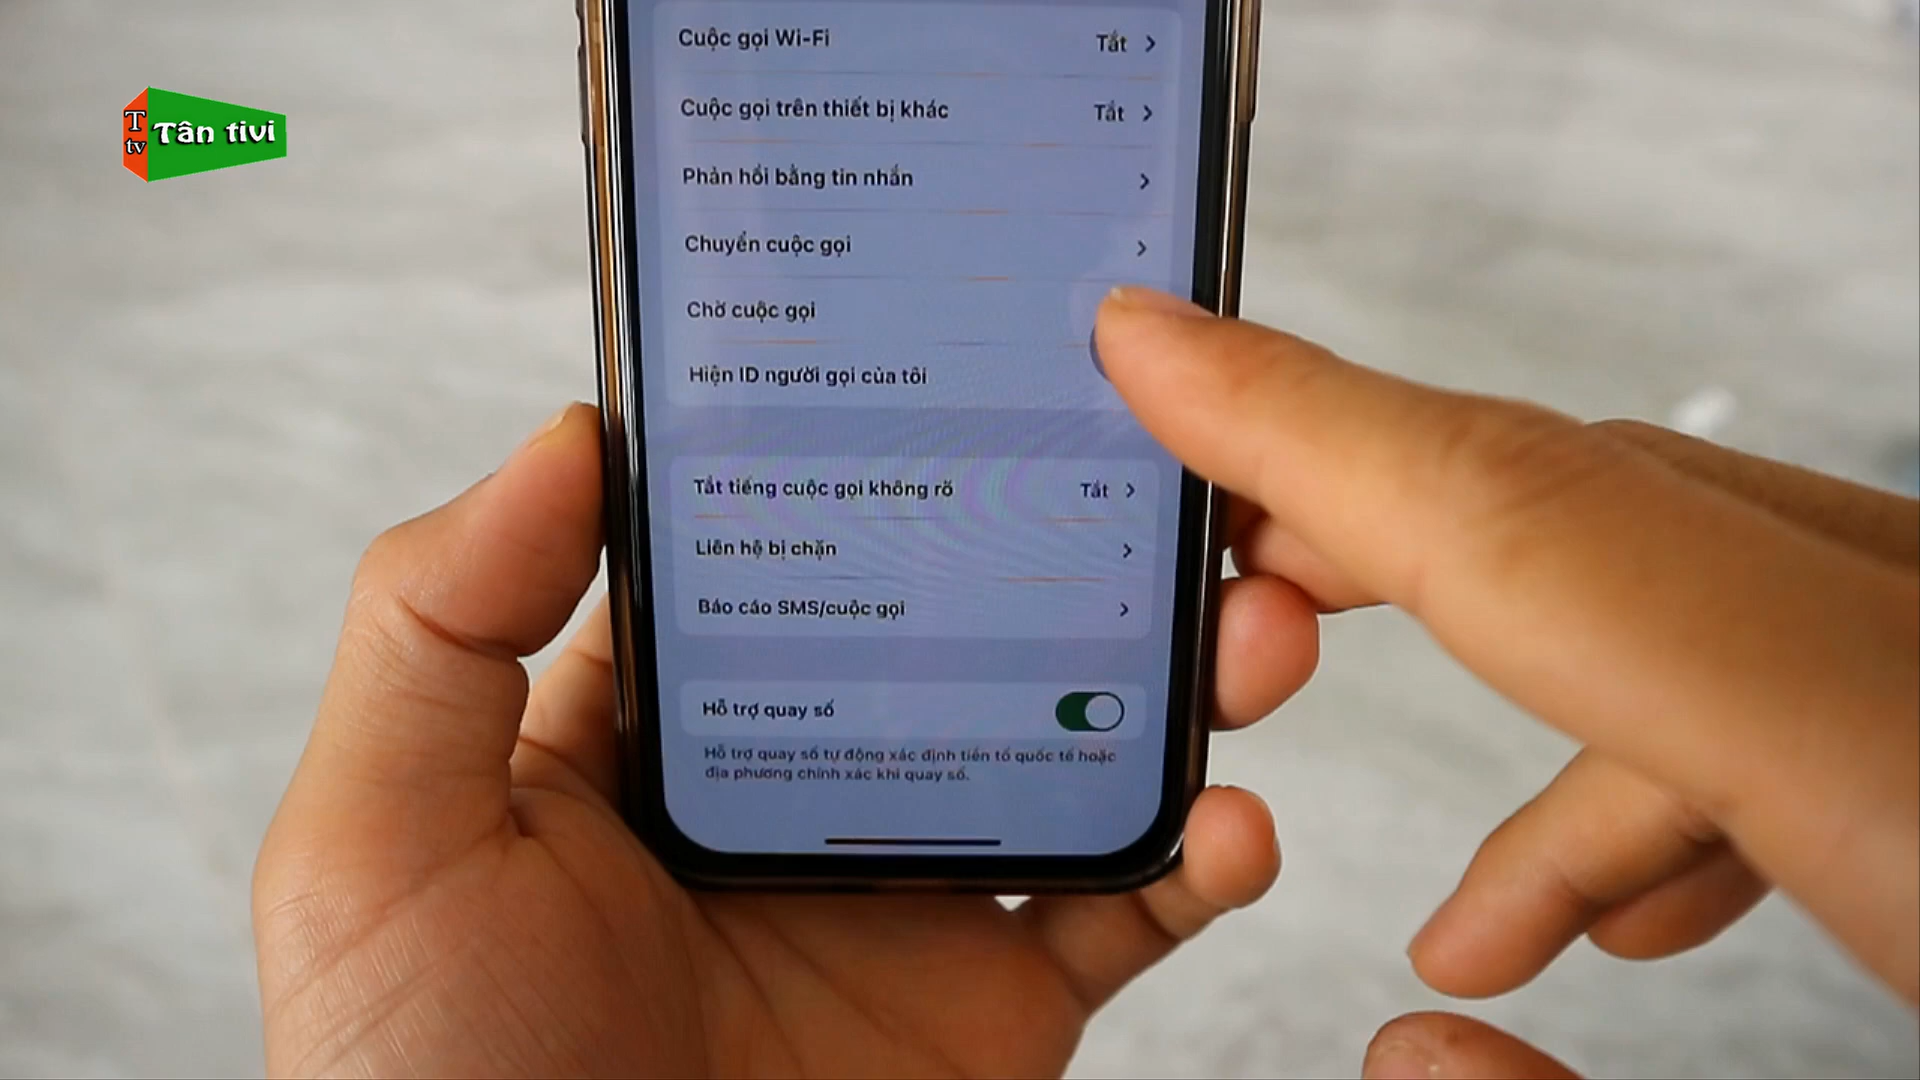 T
tv
Tân tivi
Cuộc gọi Wi-Fi Tắt
Cuộc gọi trên thiết bị khác Tắt
Phản hồi bằng tin nhắn
Chuyển cuộc gọi
Chờ cuộc gọi
Hiện ID người gọi của tôi
Tắt tiếng cuộc gọi không rõ Tắt
Liên hệ bị chặn
Báo cáo SMS/cuộc gọi
Hỗ trợ quay số
Hỗ trợ quay số tự động xác định tiền tố quốc tế hoặc
địa phương chính xác khi quay số.